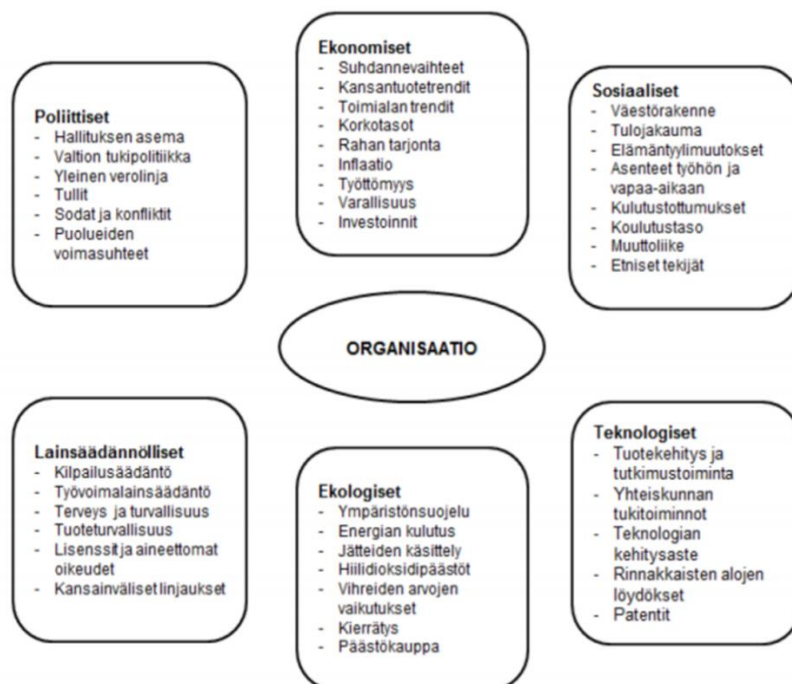 Poliittiset
- Hallituksen asema
- Valtion tukipolitiikka
- Yleinen verolinja
- Tullit
- Sodat ja konfliktit
- Puolueiden
voimasuhteet
Ekonomiset
- Suhdannevaihteet
- Kansantuotetrendit
- Toimialan trendit
- Korkotasot
- Rahan tarjonta
- Inflaatio
- Työttömyys
- Varallisuus
- Investoinnit
Sosiaaliset
- Väestörakenne
- Tulojakauma
- Elämäntyylimuutokset
- Asenteet työhön ja
vapaa-aikaan
- Kulutustottumukset
- Koulutustaso
- Muuttoliike
- Etniset tekijät
ORGANISAATIO
Lainsäädännölliset
- Kilpailusäädäntö
- Työvoimalainsäädäntö
- Terveys ja turvallisuus
- Tuoteturvallisuus
- Lisenssit ja aineettomat
oikeudet
- Kansainväliset linjaukset
Ekologiset
- Ympäristönsuojelu
- Energian kulutus
- Jätteiden käsittely
- Hiilidioksidipäästöt
- Vihreiden arvojen
vaikutukset
- Kierrätys
- Päästökauppa
Teknologiset
- Tuotekehitys ja
tutkimustoiminta
- Yhteiskunnan
tukitoiminnot
- Teknologian
kehitysaste
- Rinnakkaisten alojen
löydökset
- Patentit